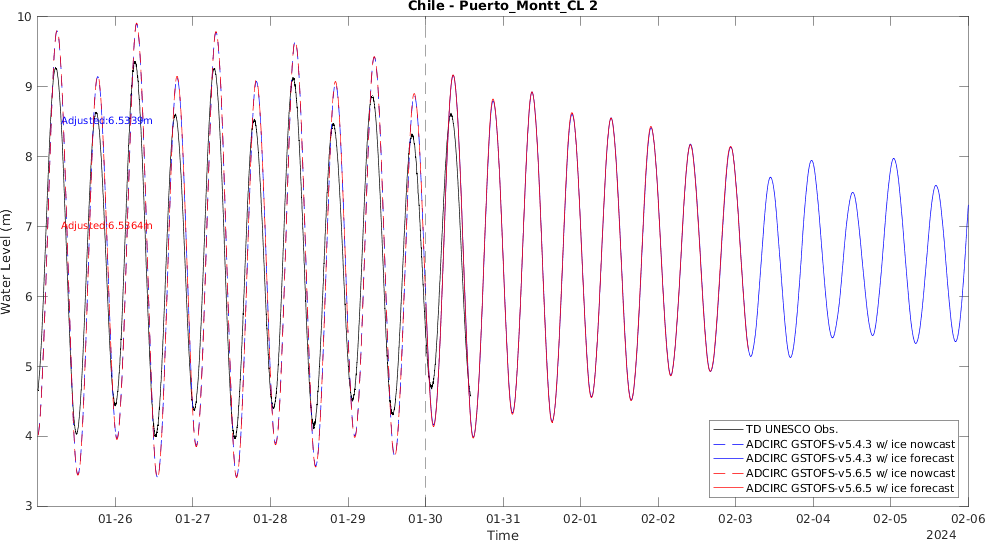 Chile - Puerto_Montt_CL 2
10
9
8
7
6
5
4
3
Water Level (m)
Adjusted:6.5339m
Adjusted:6.5364m
TD UNESCO Obs.
ADCIRC GSTOFS-v5.4.3 w/ ice nowcast
ADCIRC GSTOFS-v5.4.3 w/ ice forecast
ADCIRC GSTOFS-v5.6.5 w/ ice nowcast
ADCIRC GSTOFS-v5.6.5 w/ ice forecast
01-26 01-27 01-28 01-29 01-30 01-31 02-01 02-02 02-03 02-04 02-05 02-06
Time
2024